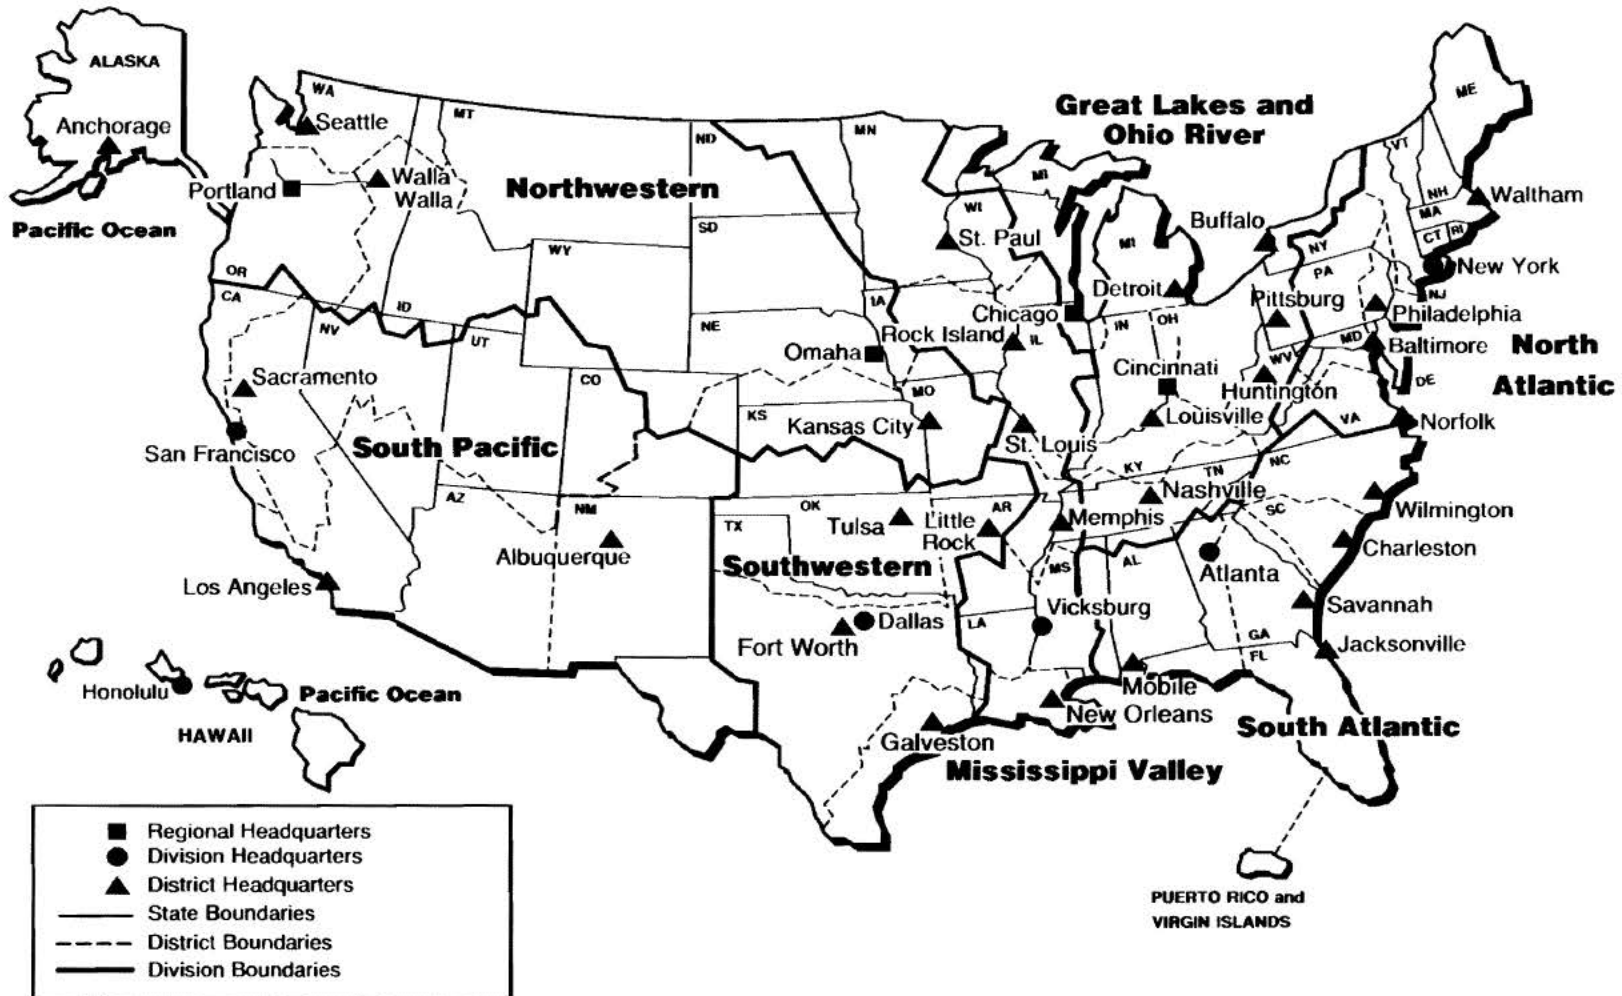 ALASKA
Anchorage
Pacific Ocean
WA
Seattle
MT
ND
MN
Great Lakes and
Ohio River
ME
VT
NH
MA
CT
RI
Waltham
Portland
Walla
Walla
Northwestern
SD
WI
MI
MI
Buffalo
NY
St. Paul
OR
WY
PA
New York
CA
ID
NV
UT
IA
Chicago
Detroit
Pittsburg
NJ
Philadelphia
NE
Rock Island
IL
IN
OH
MD
Baltimore
North
Atlantic
Omaha
Cincinnati
WV
DE
Sacramento
CO
MO
Huntington
KS
Kansas City
Louisville
VA
Norfolk
San Francisco
South Pacific
St. Louis
KY
TN
NC
AZ
NM
OK
AR
Nashville
SC
Wilmington
TX
Tulsa
Little
Rock
Memphis
Albuquerque
Charleston
Southwestern
MS
AL
Atlanta
Los Angeles
Vicksburg
Savannah
LA
Dallas
Fort Worth
GA
FL
Jacksonville
Honolulu
Pacific Ocean
HAWAII
Mobile
New Orleans
South Atlantic
Galveston
Mississippi Valley
Regional Headquarters
Division Headquarters
District Headquarters
State Boundaries
District Boundaries
Division Boundaries
PUERTO RICO and
VIRGIN ISLANDS